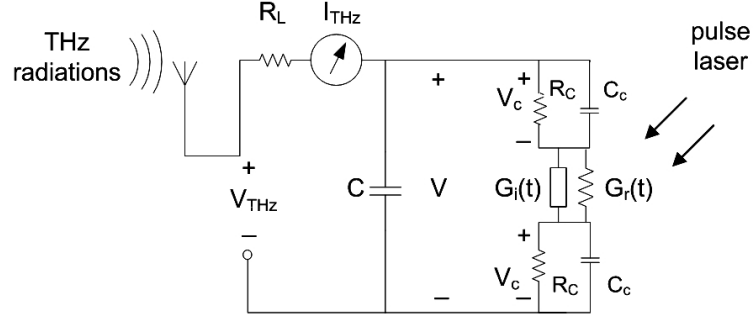 THz
radiations
R_L
I_THz
+
V_THz
–
C
+
V
–
+
V_c
–
R_C
C_c
G_i(t)
G_r(t)
+
V_c
–
R_C
C_c
pulse
laser